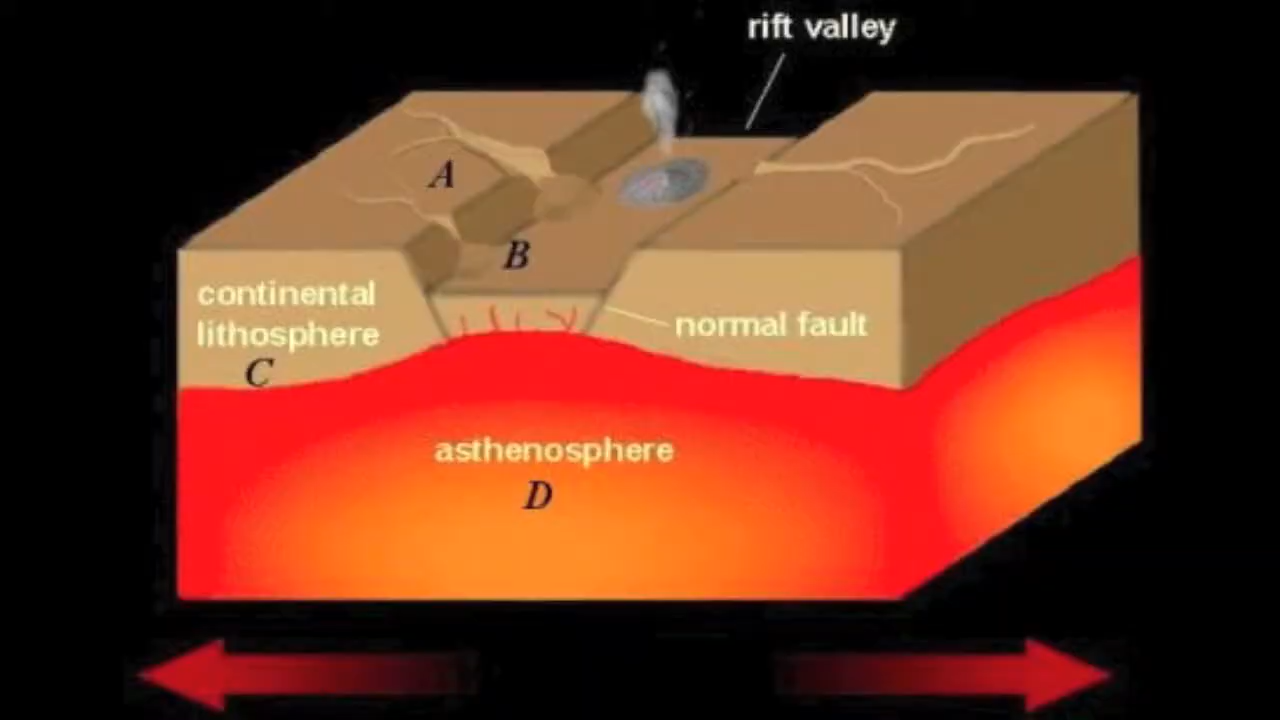 rift valley
A
B
continental
lithosphere
normal fault
C
asthenosphere
D